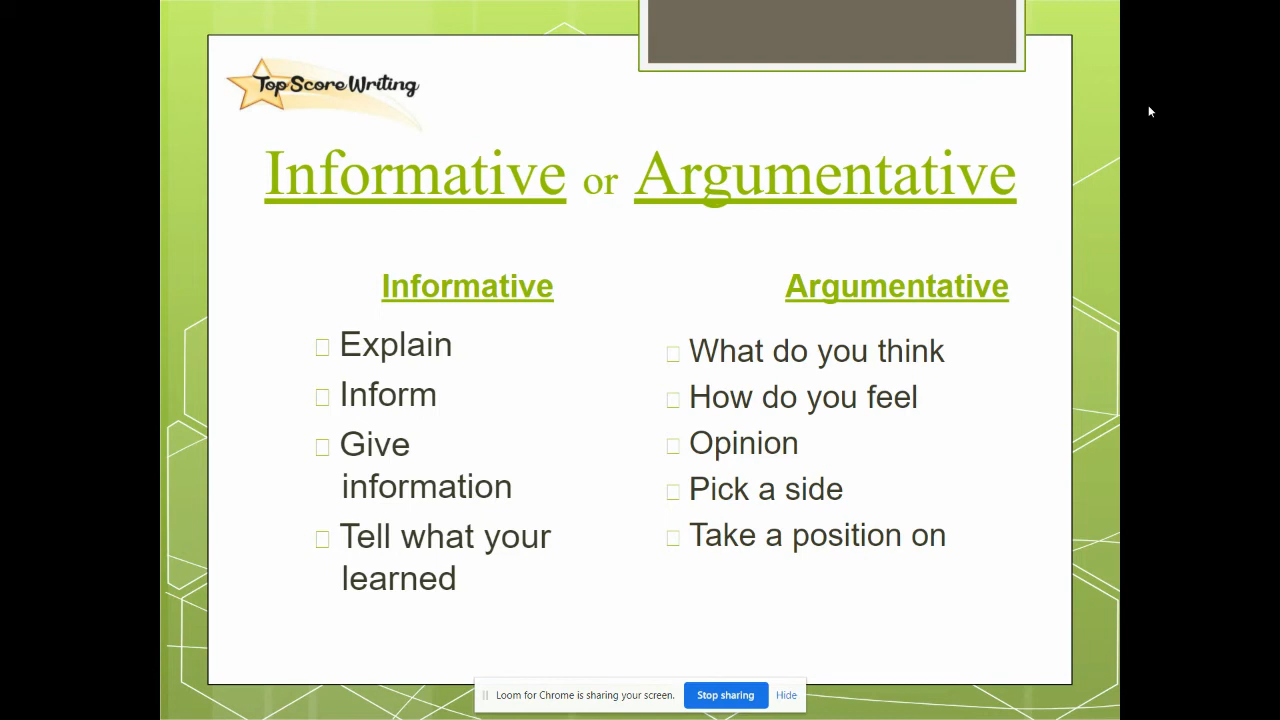 Top Score Writing
Informative or Argumentative
Informative
Explain
Inform
Give
information
Tell what your
learned
Argumentative
What do you think
How do you feel
Opinion
Pick a side
Take a position on
Loom for Chrome is sharing your screen. Stop sharing Hide